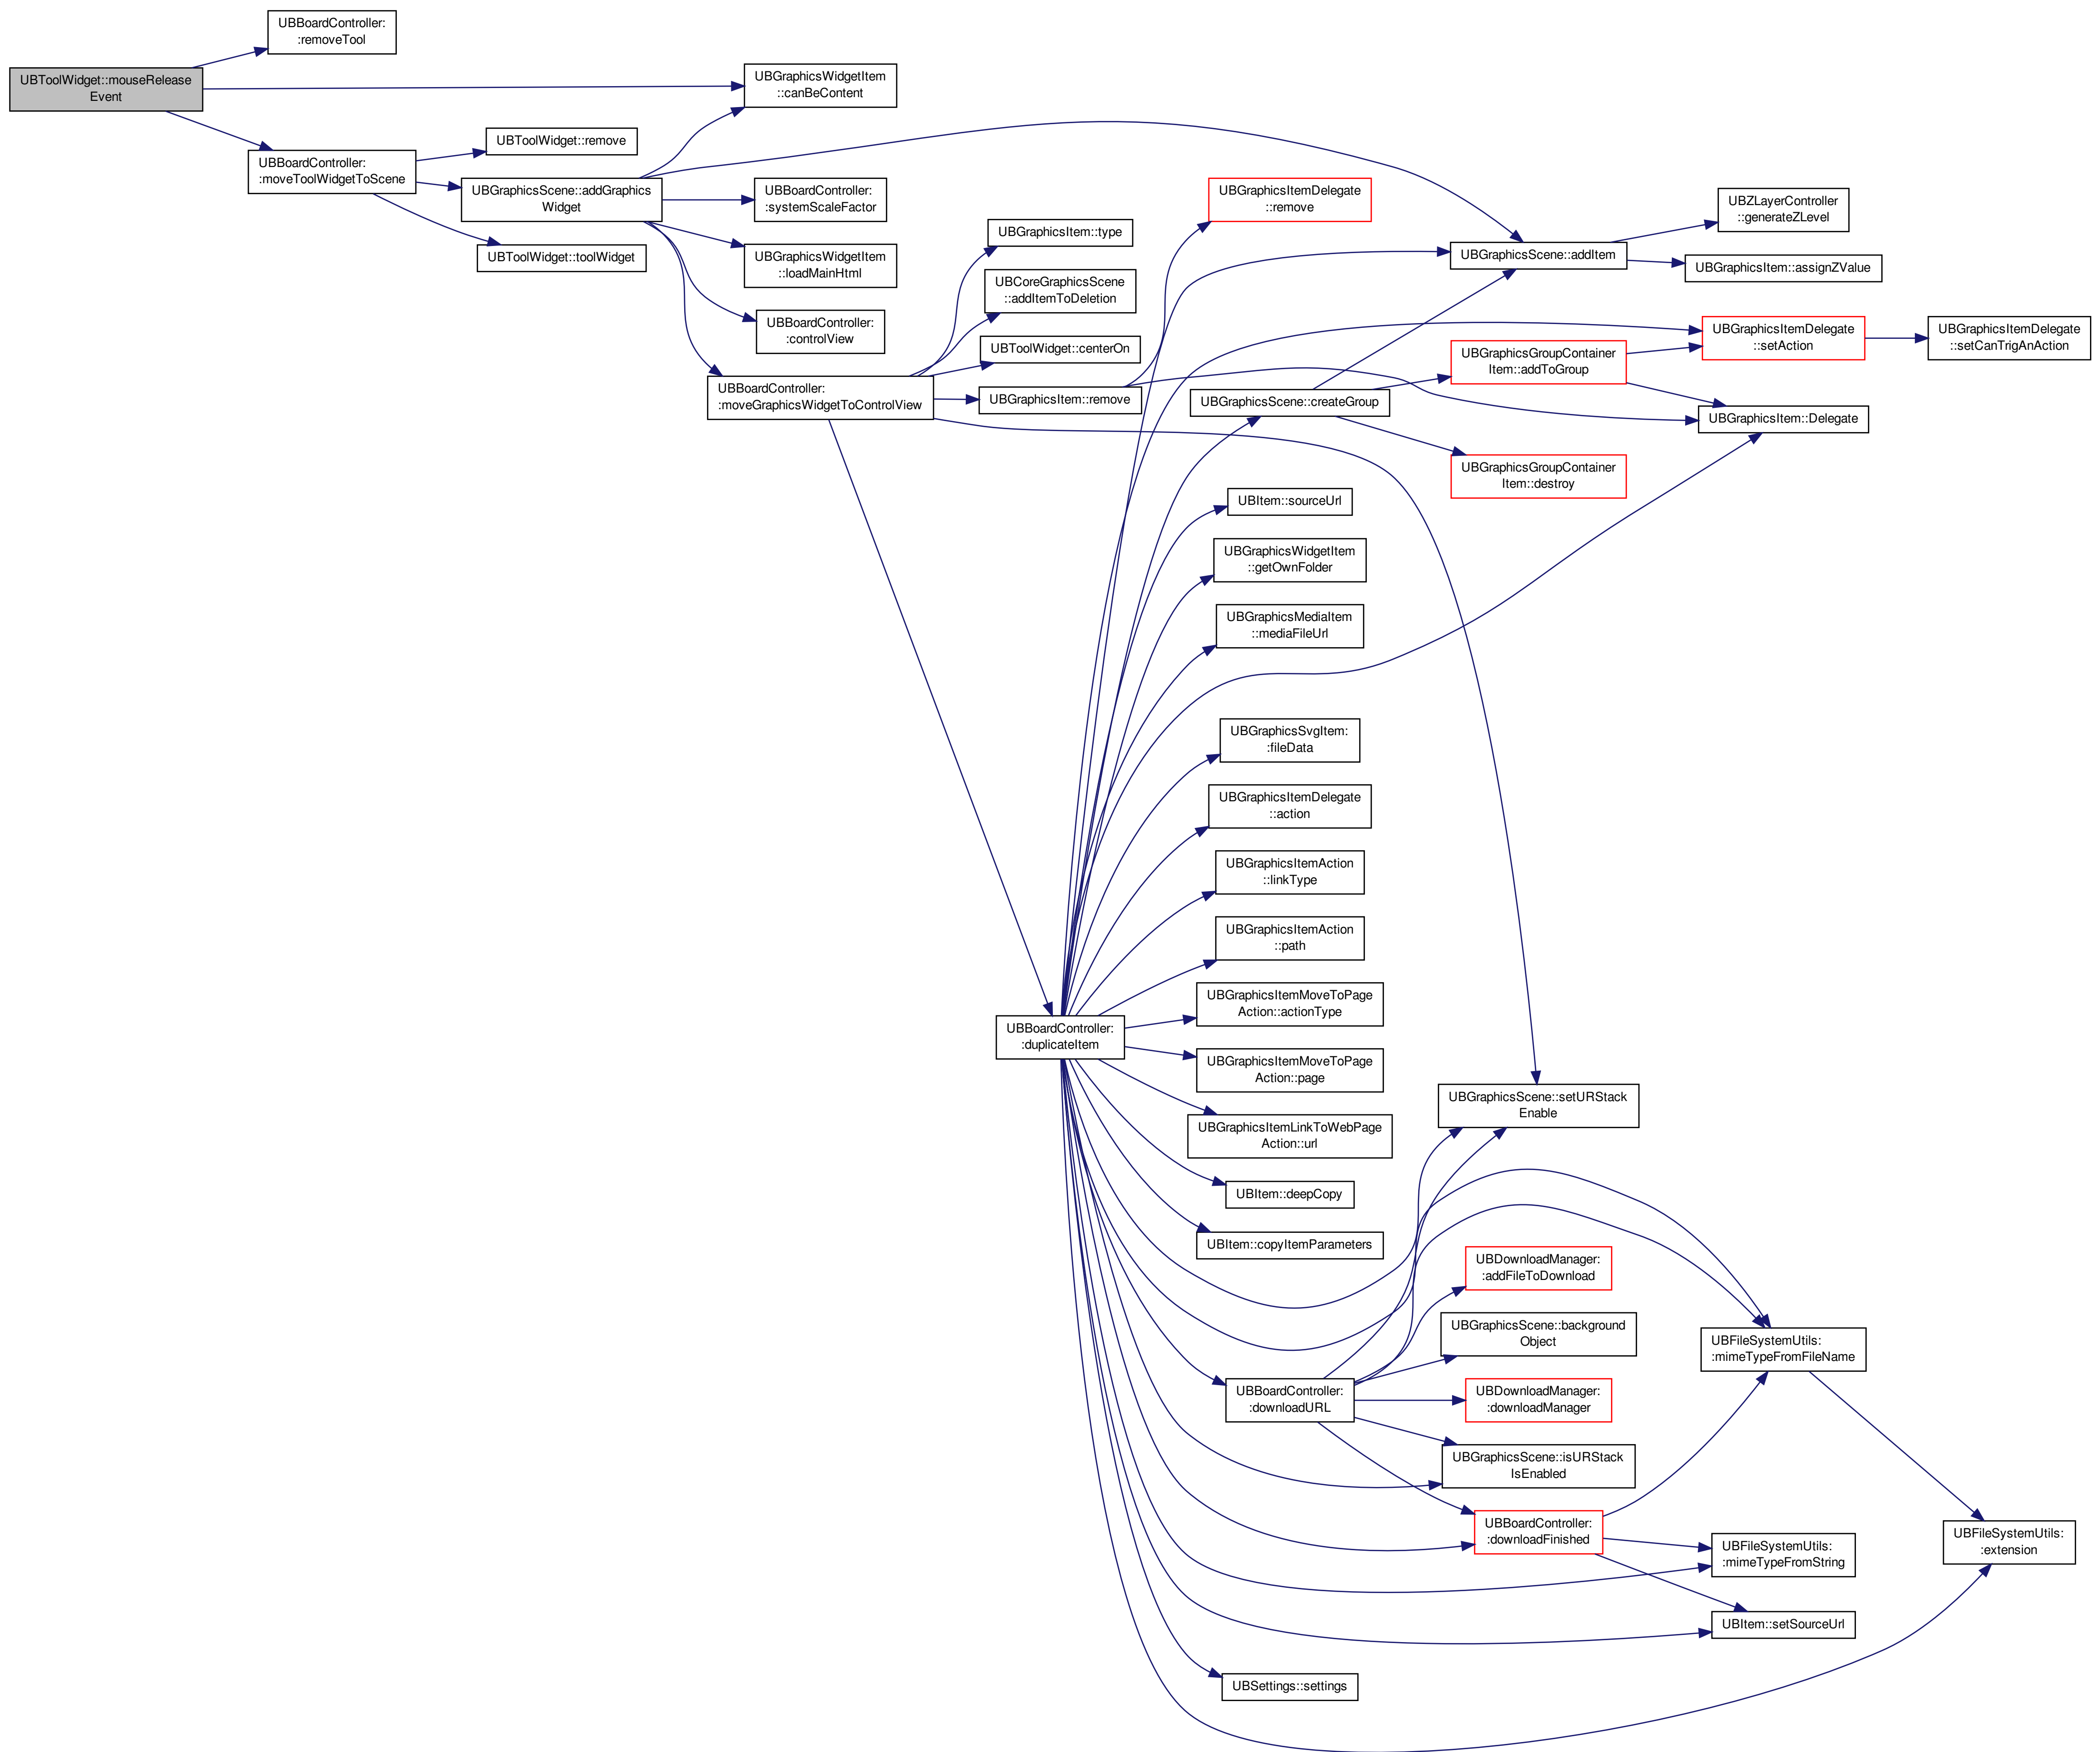 UBToolWidget::mouseRelease
Event
UBBoardController:
:removeTool
UBGraphicsWidgetItem
::canBeContent
UBBoardController:
:moveToolWidgetToScene
UBToolWidget::remove
UBGraphicsScene::addGraphics
Widget
UBToolWidget::toolWidget
UBBoardController:
:systemScaleFactor
UBGraphicsWidgetItem
::loadMainHtml
UBBoardController:
:controlView
UBBoardController:
:moveGraphicsWidgetToControlView
UBGraphicsItem::type
UBCoreGraphicsScene
::addItemToDeletion
UBToolWidget::centerOn
UBGraphicsItem::remove
UBBoardController:
:duplicateItem
UBGraphicsItemDelegate
::remove
UBGraphicsScene::createGroup
UBItem::sourceUrl
UBGraphicsWidgetItem
::getOwnFolder
UBGraphicsMediaItem
::mediaFileUrl
UBGraphicsSvgItem:
:fileData
UBGraphicsItemDelegate
::action
UBGraphicsItemAction
::linkType
UBGraphicsItemAction
::path
UBGraphicsItemMoveToPage
Action::actionType
UBGraphicsItemMoveToPage
Action::page
UBGraphicsItemLinkToWebPage
Action::url
UBItem::deepCopy
UBItem::copyItemParameters
UBBoardController:
:downloadURL
UBSettings::settings
UBGraphicsScene::addItem
UBGraphicsGroupContainer
Item::addToGroup
UBGraphicsGroupContainer
Item::destroy
UBGraphicsScene::setURStack
Enable
UBDownloadManager:
:addFileToDownload
UBGraphicsScene::background
Object
UBDownloadManager:
:downloadManager
UBGraphicsScene::isURStack
IsEnabled
UBBoardController:
:downloadFinished
UBZLayerController
::generateZLevel
UBGraphicsItem::assignZValue
UBGraphicsItemDelegate
::setAction
UBGraphicsItem::Delegate
UBFileSystemUtils:
:mimeTypeFromFileName
UBFileSystemUtils:
:mimeTypeFromString
UBItem::setSourceUrl
UBGraphicsItemDelegate
::setCanTrigAnAction
UBFileSystemUtils:
:extension